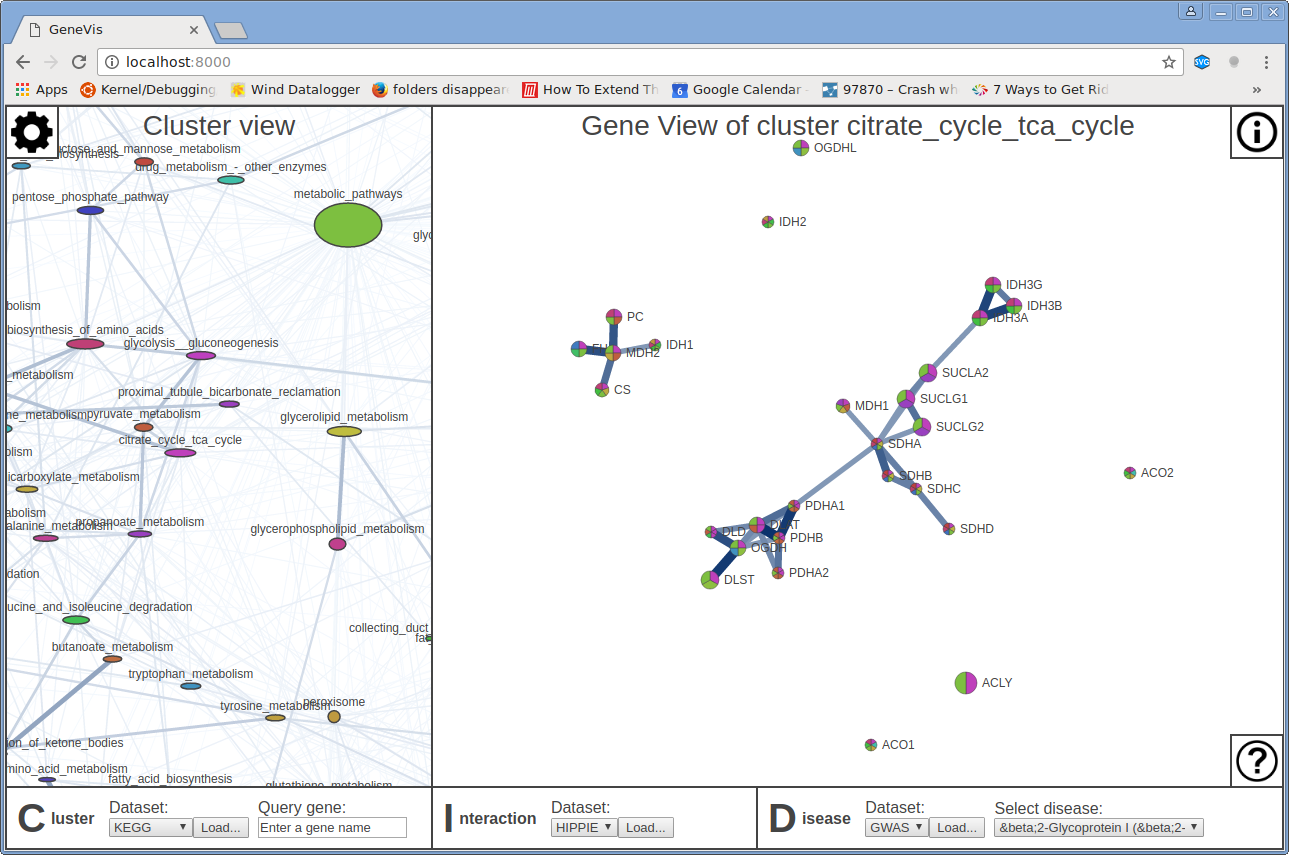 GeneVis
localhost:8000
Apps
Kernel/Debugging
Wind Datalogger
folders disappear
How To Extend Th
Google Calendar -
97870 – Crash wh
7 Ways to Get Rid
»
Cluster view
ctose_and_mannose_metabolism
biosynthesis
drug_metabolism_-_other_enzymes
pentose_phosphate_pathway
metabolic_pathways
glyc
bolism
biosynthesis_of_amino_acids
glycolysis__gluconeogenesis
_metabolism
proximal_tubule_bicarbonate_reclamation
ne_metabolism
pyruvate_metabolism
glycerolipid_metabolism
citrate_cycle_tca_cycle
olism
icarboxylate_metabolism
abolism
alanine_metabolism
propanoate_metabolism
glycerophospholipid_metabolism
dation
ucine_and_isoleucine_degradation
collecting_duct_
fat
butanoate_metabolism
tryptophan_metabolism
tyrosine_metabolism
peroxisome
ion_of_ketone_bodies
mino_acid_metabolism
fatty_acid_biosynthesis
glutathione_metabolism
Gene View of cluster citrate_cycle_tca_cycle
OGDHL
IDH2
IDH3G
IDH3B
IDH3A
PC
FH
MDH2
IDH1
CS
SUCLA2
SUCLG1
MDH1
SUCLG2
SDHA
SDHB
SDHC
ACO2
PDHA1
DLAT
DLD
PDHB
SDHD
OGDH
PDHA2
DLST
ACLY
ACO1
?
Cluster
Dataset:
KEGG
Load...
Query gene:
Enter a gene name
Interaction
Dataset:
HIPPIE
Load...
Disease
Dataset:
GWAS
Load...
Select disease:
&beta;2-Glycoprotein I (&beta;2-